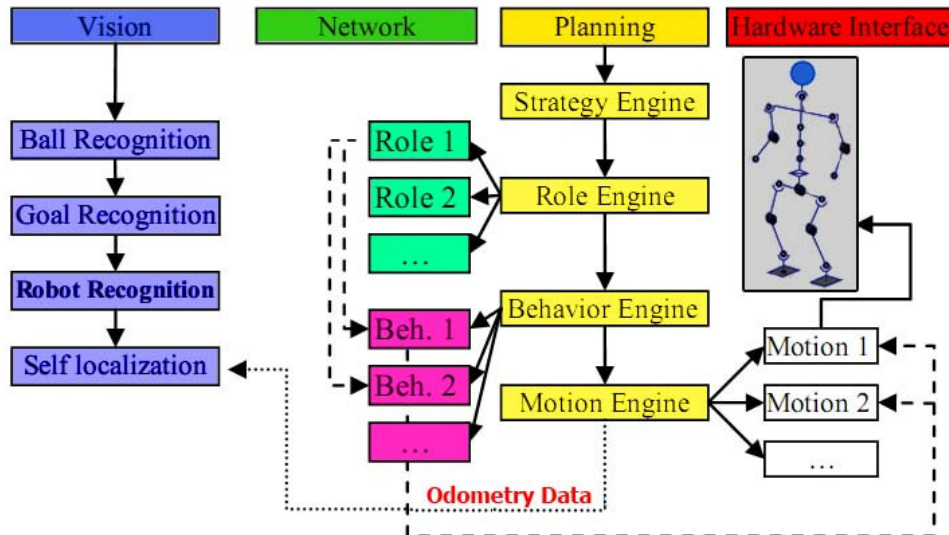 Vision
Network
Planning
Hardware Interface
Strategy Engine
Ball Recognition
Role 1
Goal Recognition
Role 2
Role Engine
...
Robot Recognition
Beh. 1
Behavior Engine
Self localization
Motion 1
Beh. 2
Motion Engine
Motion 2
...
...
Odometry Data